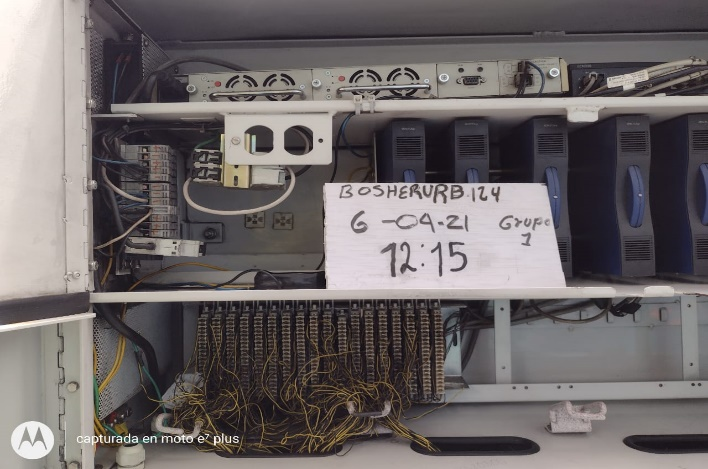 BOSHERURB.124
6-04-21 Grupo
1
12:15
capturada en moto e⁷ plus